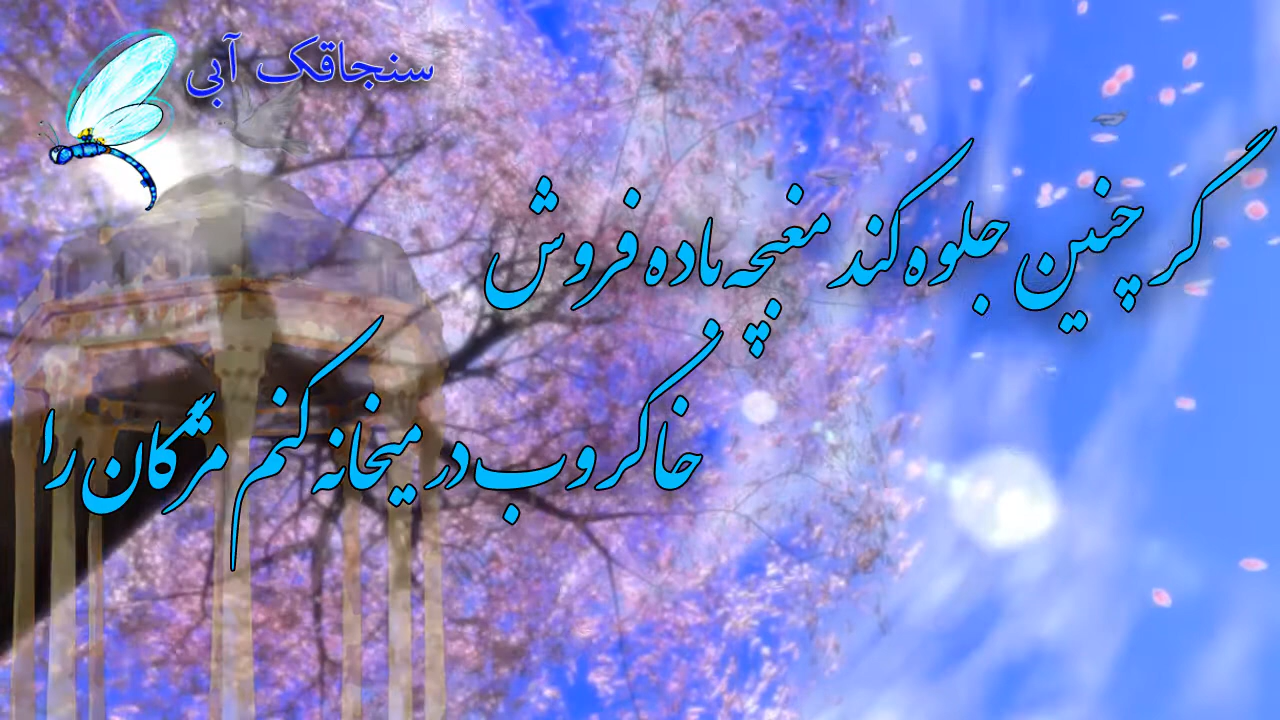 سنجاقک آبی
گر چنین جلوه کند مغبچه باده فروش
خاکروب در میخانه کنم مژگان را